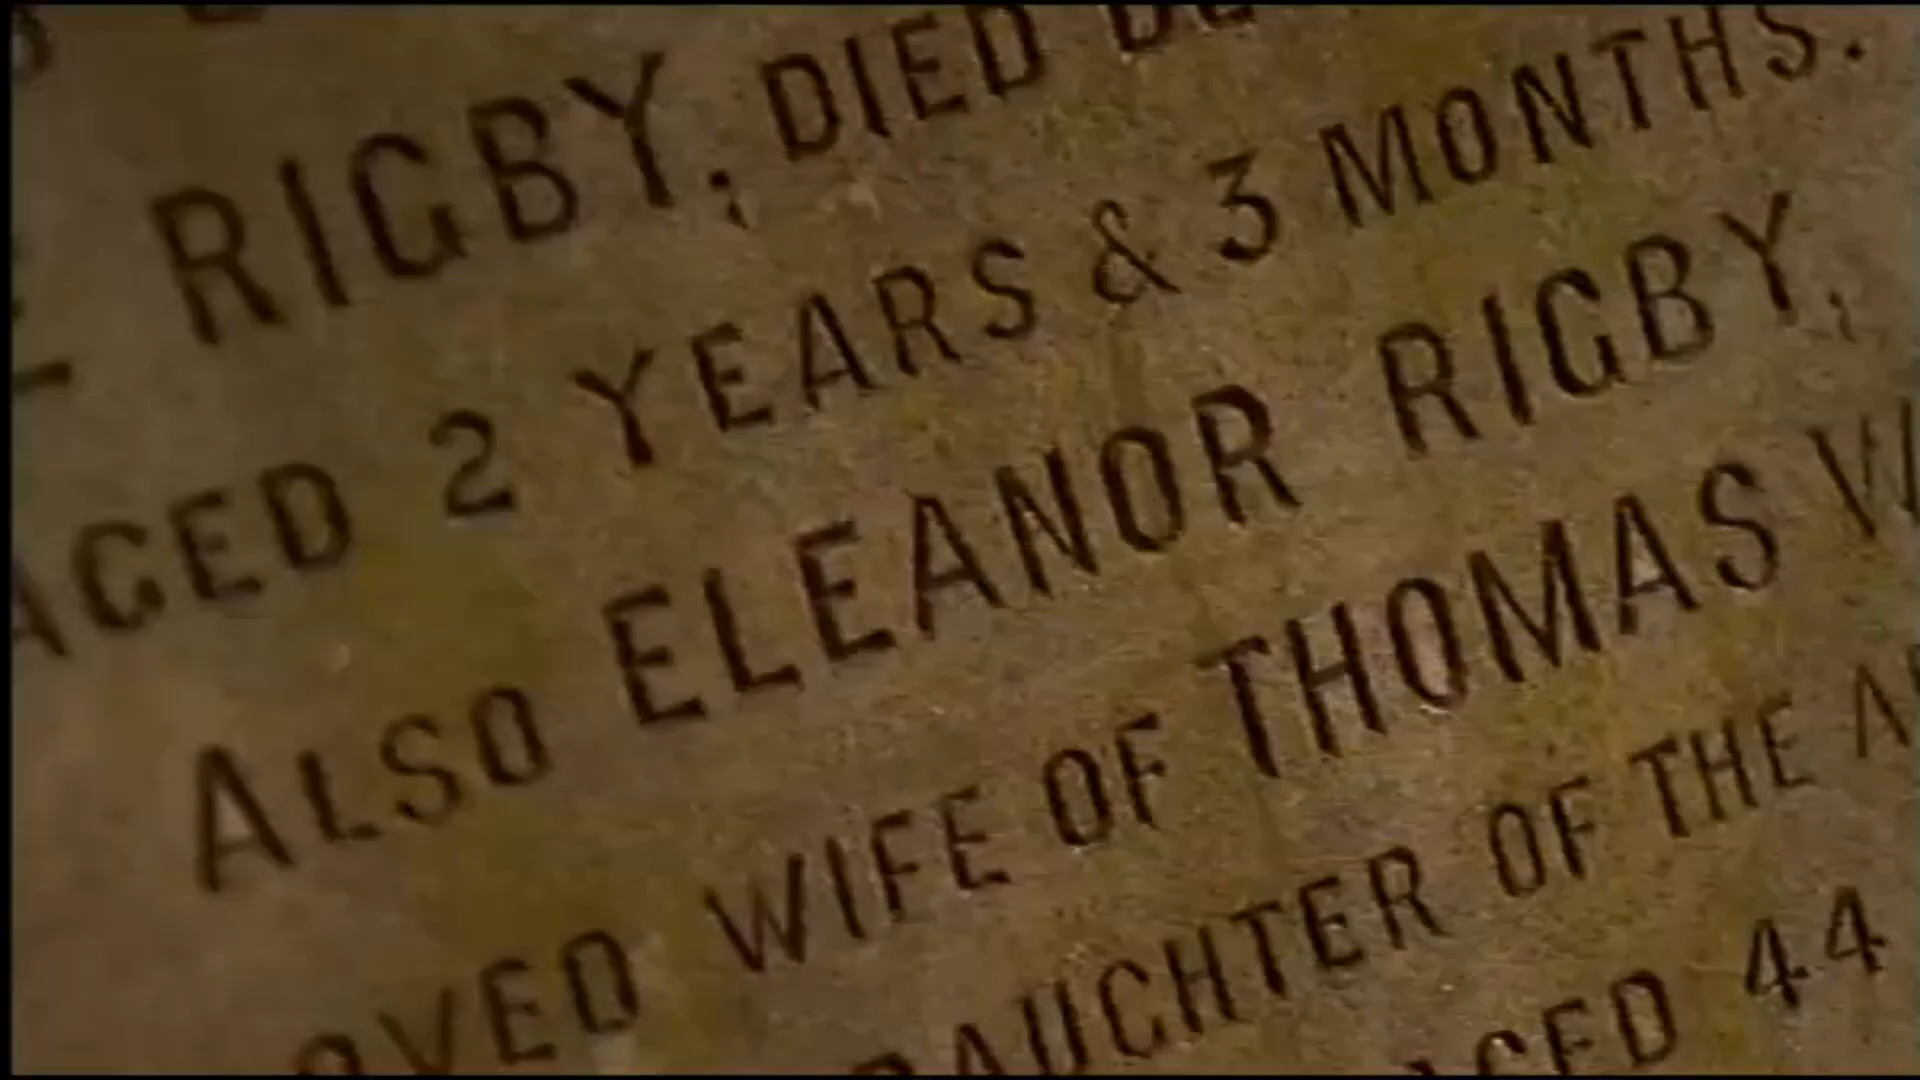 RIGBY; DIED
AGED 2 YEARS & 3 MONTHS.
ALSO ELEANOR RIGBY,
WIFE OF THOMAS
DAUGHTER OF THE
AGED 44